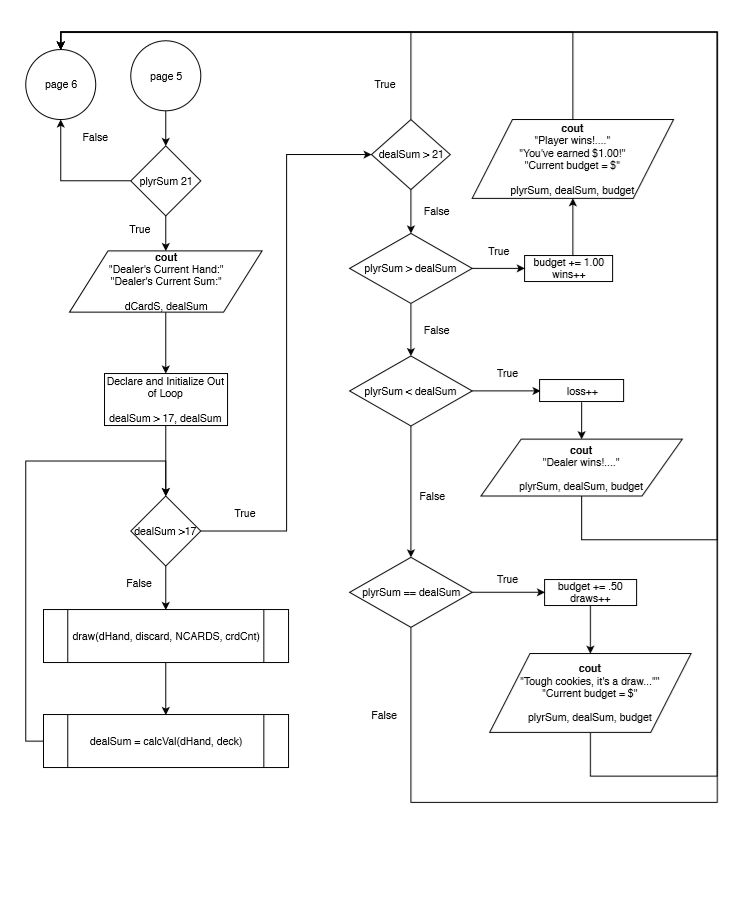 page 6
page 5
False
plyrSum 21
True
cout
"Dealer's Current Hand:"
"Dealer's Current Sum:"
dCardS, dealSum
Declare and Initialize Out
of Loop
dealSum > 17, dealSum
dealSum >17
True
False
draw(dHand, discard, NCARDS, crdCnt)
dealSum = calcVal(dHand, deck)
True
dealSum > 21
False
plyrSum > dealSum
True
budget += 1.00
wins++
cout
"Player wins!...."
"You've earned $1.00!"
"Current budget = $"
plyrSum, dealSum, budget
False
plyrSum < dealSum
True
loss++
cout
"Dealer wins!...."
plyrSum, dealSum, budget
False
plyrSum == dealSum
True
budget += .50
draws++
cout
"Tough cookies, it's a draw...""
"Current budget = $"
plyrSum, dealSum, budget
False